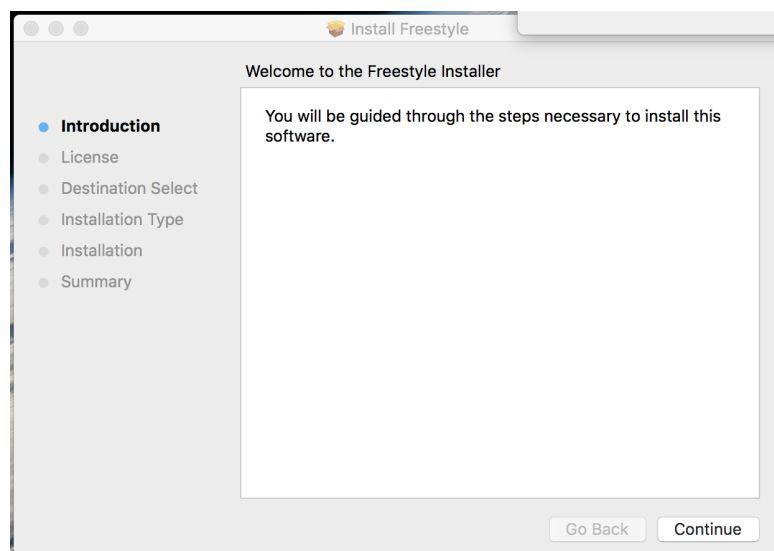 Install Freestyle
Welcome to the Freestyle Installer
Introduction
License
Destination Select
Installation Type
Installation
Summary
You will be guided through the steps necessary to install this
software.
Go Back
Continue